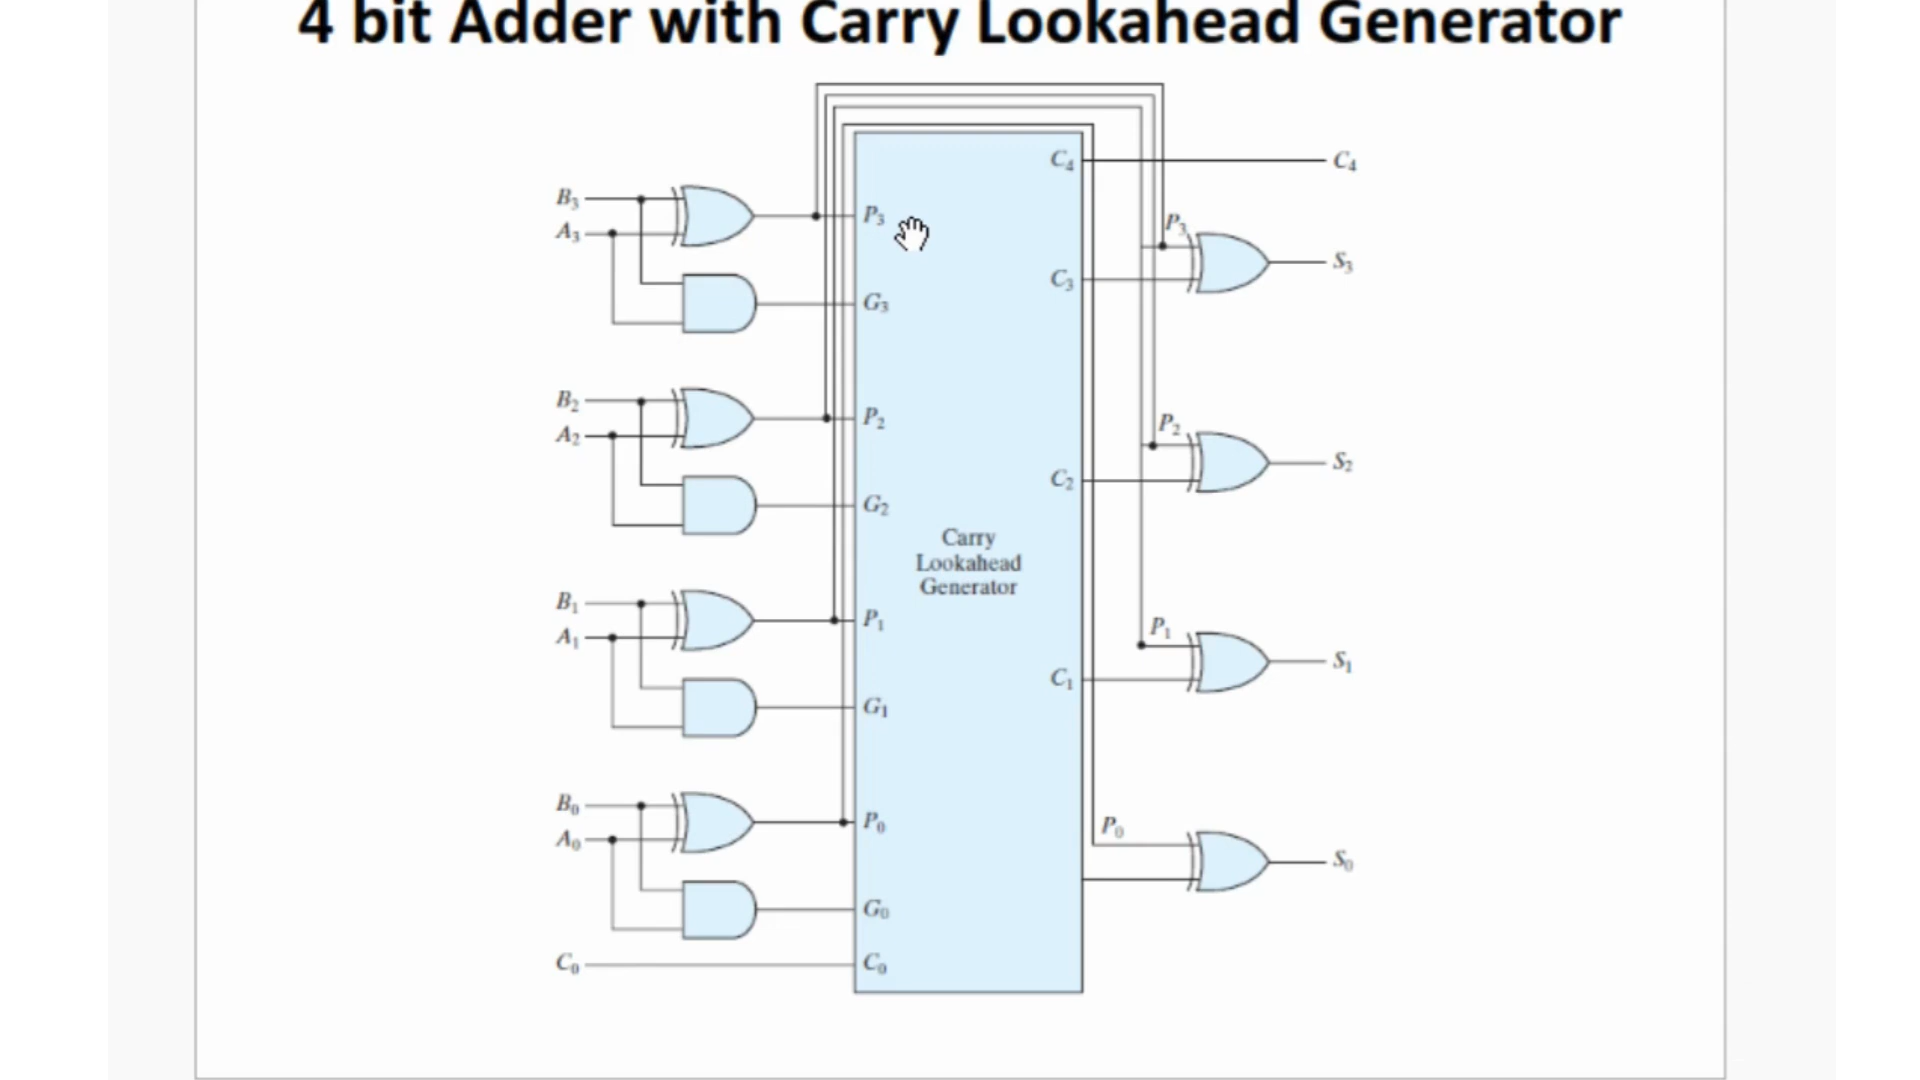 4 bit Adder with Carry Lookahead Generator
C₄ C₄
B₃
A₃
P₃
P₃
S₃
C₃
G₃
B₂
A₂
P₂
P₂
S₂
C₂
G₂
Carry
Lookahead
Generator
B₁
A₁
P₁
P₁
S₁
C₁
G₁
B₀
A₀
P₀
P₀
S₀
G₀
C₀ C₀